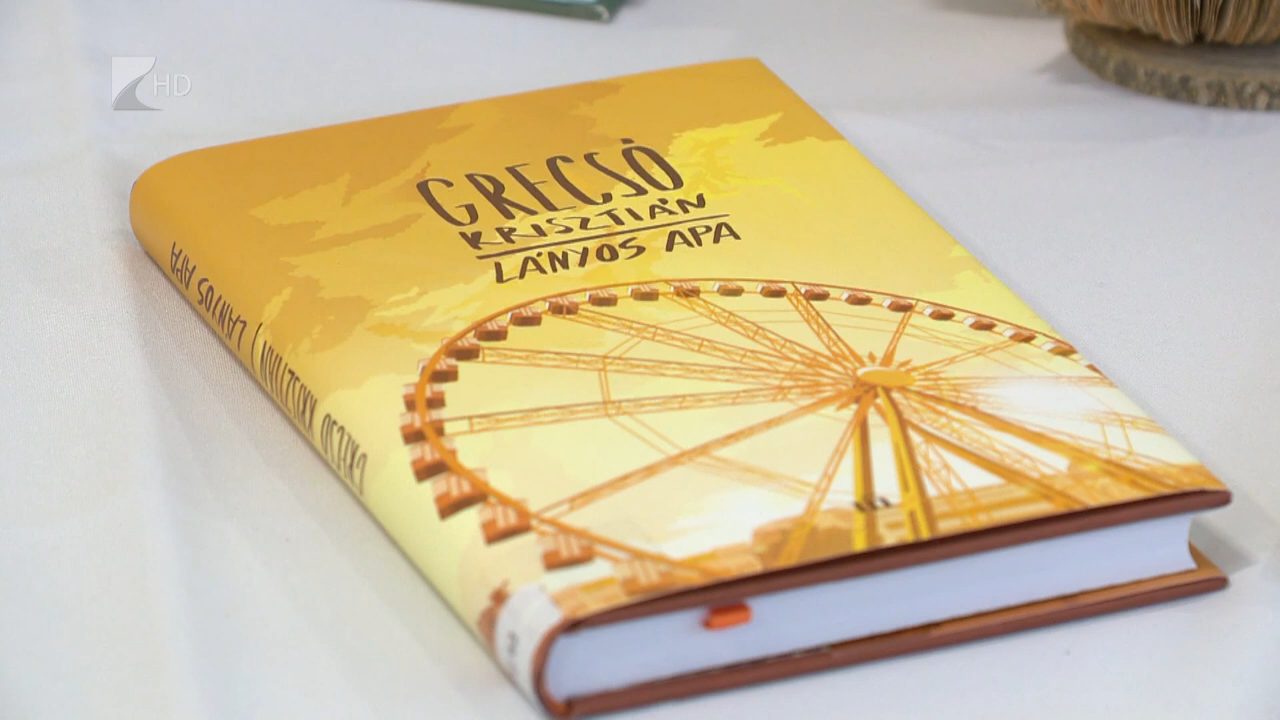 HD
GRECSÓ
KRISZTIÁN
LÁNYOS APA
GRECSÓ KRISZTIÁN / LÁNYOS APA